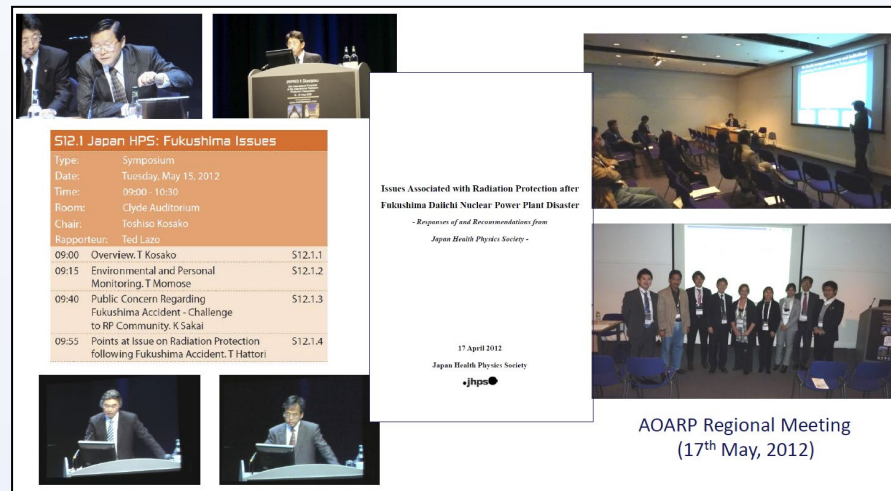 S12.1 Japan HPS: Fukushima Issues
Type: Symposium
Date: Tuesday, May 15, 2012
Time: 09:00 - 10:30
Room: Clyde Auditorium
Chair: Toshiso Kosako
Rapporteur: Ted Lazo
09:00 Overview. T Kosako S12.1.1
09:15 Environmental and Personal S12.1.2
Monitoring. T Momose
09:40 Public Concern Regarding S12.1.3
Fukushima Accident - Challenge
to RP Community. K Sakai
09:55 Points at Issue on Radiation Protection S12.1.4
following Fukushima Accident. T Hattori
Issues Associated with Radiation Protection after
Fukushima Daiichi Nuclear Power Plant Disaster
- Responses of and Recommendations from
Japan Health Physics Society -
17 April 2012
Japan Health Physics Society
jhps
AOARP Regional Meeting
(17th May, 2012)